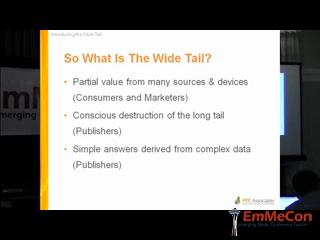 Introducing the Wide Tail
So What Is The Wide Tail?
• Partial value from many sources & devices
(Consumers and Marketers)
• Conscious destruction of the long tail
(Publishers)
• Simple answers derived from complex data
(Publishers)
PPC Associates
EmMeCon